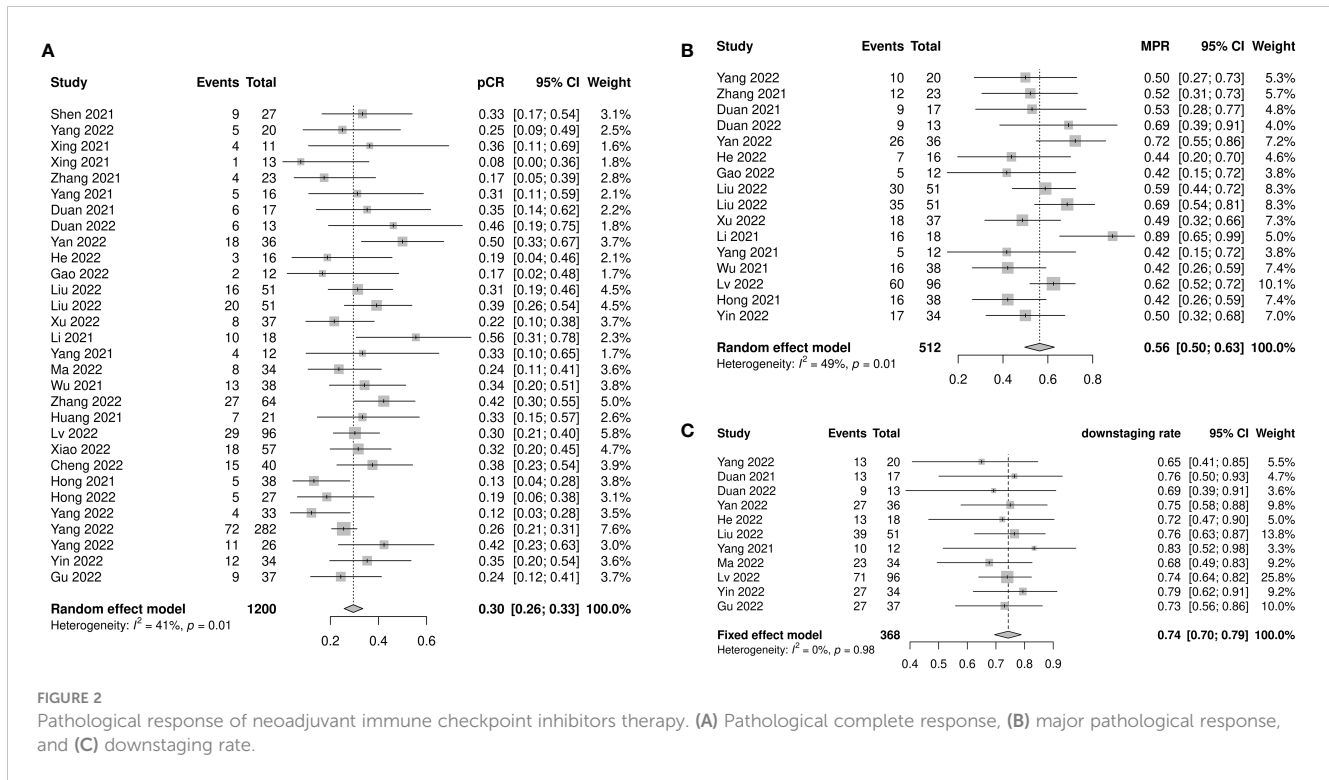 A
Study Events Total pCR 95% CI Weight
Shen 2021 9 27 0.33 [0.17; 0.54] 3.1%
Yang 2022 5 20 0.25 [0.09; 0.49] 2.5%
Xing 2021 4 11 0.36 [0.11; 0.69] 1.6%
Xing 2021 1 13 0.08 [0.00; 0.36] 1.8%
Zhang 2021 4 23 0.17 [0.05; 0.39] 2.8%
Yang 2021 5 16 0.31 [0.11; 0.59] 2.1%
Duan 2021 6 17 0.35 [0.14; 0.62] 2.2%
Duan 2022 6 13 0.46 [0.19; 0.75] 1.8%
Yan 2022 18 36 0.50 [0.33; 0.67] 3.7%
He 2022 3 16 0.19 [0.04; 0.46] 2.1%
Gao 2022 2 12 0.17 [0.02; 0.48] 1.7%
Liu 2022 16 51 0.31 [0.19; 0.46] 4.5%
Liu 2022 20 51 0.39 [0.26; 0.54] 4.5%
Xu 2022 8 37 0.22 [0.10; 0.38] 3.7%
Li 2021 10 18 0.56 [0.31; 0.78] 2.3%
Yang 2021 4 12 0.33 [0.10; 0.65] 1.7%
Ma 2022 8 34 0.24 [0.11; 0.41] 3.6%
Wu 2021 13 38 0.34 [0.20; 0.51] 3.8%
Zhang 2022 27 64 0.42 [0.30; 0.55] 5.0%
Huang 2021 7 21 0.33 [0.15; 0.57] 2.6%
Lv 2022 29 96 0.30 [0.21; 0.40] 5.8%
Xiao 2022 18 57 0.32 [0.20; 0.45] 4.7%
Cheng 2022 15 40 0.38 [0.23; 0.54] 3.9%
Hong 2021 5 38 0.13 [0.04; 0.28] 3.8%
Hong 2022 5 27 0.19 [0.06; 0.38] 3.1%
Yang 2022 4 33 0.12 [0.03; 0.28] 3.5%
Yang 2022 72 282 0.26 [0.21; 0.31] 7.6%
Yang 2022 11 26 0.42 [0.23; 0.63] 3.0%
Yin 2022 12 34 0.35 [0.20; 0.54] 3.6%
Gu 2022 9 37 0.24 [0.12; 0.41] 3.7%
Random effect model 1200 0.30 [0.26; 0.33] 100.0%
Heterogeneity: I² = 41%, p = 0.01
0.2 0.4 0.6
B
Study Events Total MPR 95% CI Weight
Yang 2022 10 20 0.50 [0.27; 0.73] 5.3%
Zhang 2021 12 23 0.52 [0.31; 0.73] 5.7%
Duan 2021 9 17 0.53 [0.28; 0.77] 4.8%
Duan 2022 9 13 0.69 [0.39; 0.91] 4.0%
Yan 2022 26 36 0.72 [0.55; 0.86] 7.2%
He 2022 7 16 0.44 [0.20; 0.70] 4.6%
Gao 2022 5 12 0.42 [0.15; 0.72] 3.8%
Liu 2022 30 51 0.59 [0.44; 0.72] 8.3%
Liu 2022 35 51 0.69 [0.54; 0.81] 8.3%
Xu 2022 18 37 0.49 [0.32; 0.66] 7.3%
Li 2021 16 18 0.89 [0.65; 0.99] 5.0%
Yang 2021 5 12 0.42 [0.15; 0.72] 3.8%
Wu 2021 16 38 0.42 [0.26; 0.59] 7.4%
Lv 2022 60 96 0.62 [0.52; 0.72] 10.1%
Hong 2021 16 38 0.42 [0.26; 0.59] 7.4%
Yin 2022 17 34 0.50 [0.32; 0.68] 7.0%
Random effect model 512 0.56 [0.50; 0.63] 100.0%
Heterogeneity: I² = 49%, p = 0.01
0.2 0.4 0.6 0.8
C
Study Events Total downstaging rate 95% CI Weight
Yang 2022 13 20 0.65 [0.41; 0.85] 5.5%
Duan 2021 13 17 0.76 [0.50; 0.93] 4.7%
Duan 2022 9 13 0.69 [0.39; 0.91] 3.6%
Yan 2022 27 36 0.75 [0.58; 0.88] 9.8%
He 2022 13 18 0.72 [0.47; 0.90] 5.0%
Liu 2022 39 51 0.76 [0.63; 0.87] 13.8%
Yang 2021 10 12 0.83 [0.52; 0.98] 3.3%
Ma 2022 23 34 0.68 [0.49; 0.83] 9.2%
Lv 2022 71 96 0.74 [0.64; 0.82] 25.8%
Yin 2022 27 34 0.79 [0.62; 0.91] 9.2%
Gu 2022 27 37 0.73 [0.56; 0.86] 10.0%
Fixed effect model 368 0.74 [0.70; 0.79] 100.0%
Heterogeneity: I² = 0%, p = 0.98
0.4 0.5 0.6 0.7 0.8 0.9
FIGURE 2
Pathological response of neoadjuvant immune checkpoint inhibitors therapy. (A) Pathological complete response, (B) major pathological response,
and (C) downstaging rate.